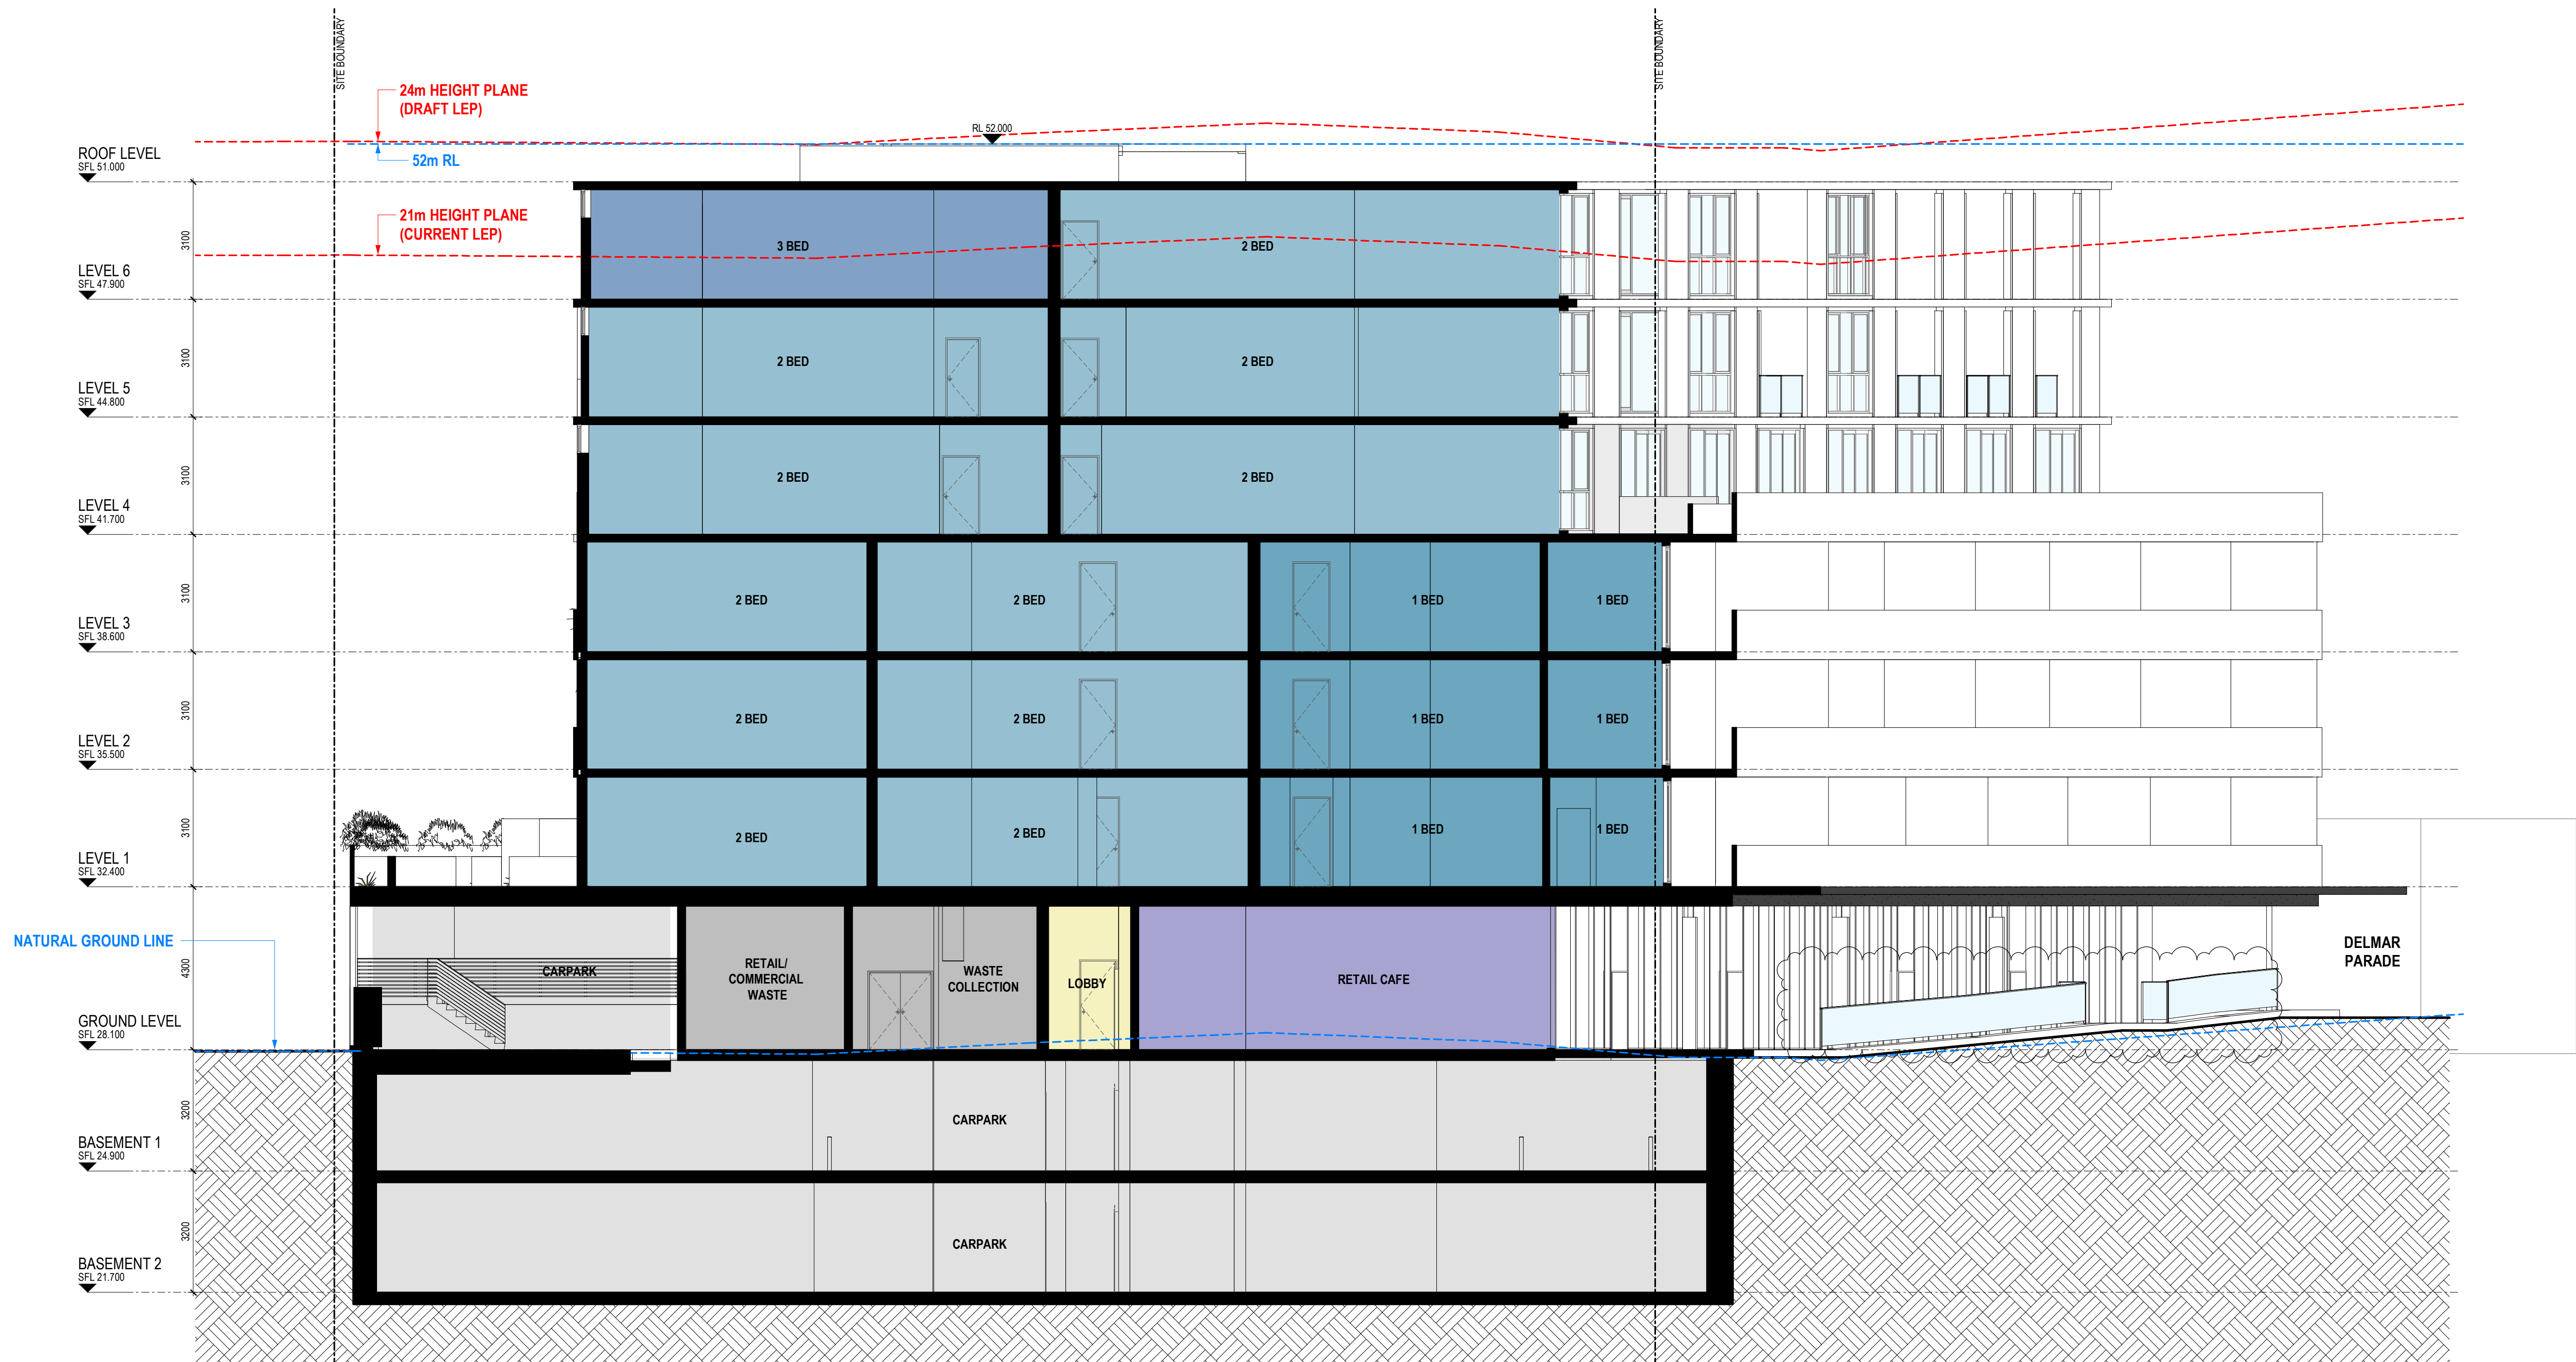 SITE BOUNDARY
SITE BOUNDARY
24m HEIGHT PLANE
(DRAFT LEP)
RL 52.000
52m RL
ROOF LEVEL
SFL 51.000
21m HEIGHT PLANE
(CURRENT LEP)
3100
3 BED
2 BED
LEVEL 6
SFL 47.900
3100
2 BED
2 BED
LEVEL 5
SFL 44.800
3100
2 BED
2 BED
LEVEL 4
SFL 41.700
3100
2 BED
2 BED
1 BED
1 BED
LEVEL 3
SFL 38.600
3100
2 BED
2 BED
1 BED
1 BED
LEVEL 2
SFL 35.500
3100
2 BED
2 BED
1 BED
1 BED
LEVEL 1
SFL 32.400
NATURAL GROUND LINE
4300
CARPARK
RETAIL/
COMMERCIAL
WASTE
WASTE
COLLECTION
LOBBY
RETAIL CAFE
DELMAR
PARADE
GROUND LEVEL
SFL 28.100
3200
CARPARK
BASEMENT 1
SFL 24.900
3200
CARPARK
BASEMENT 2
SFL 21.700